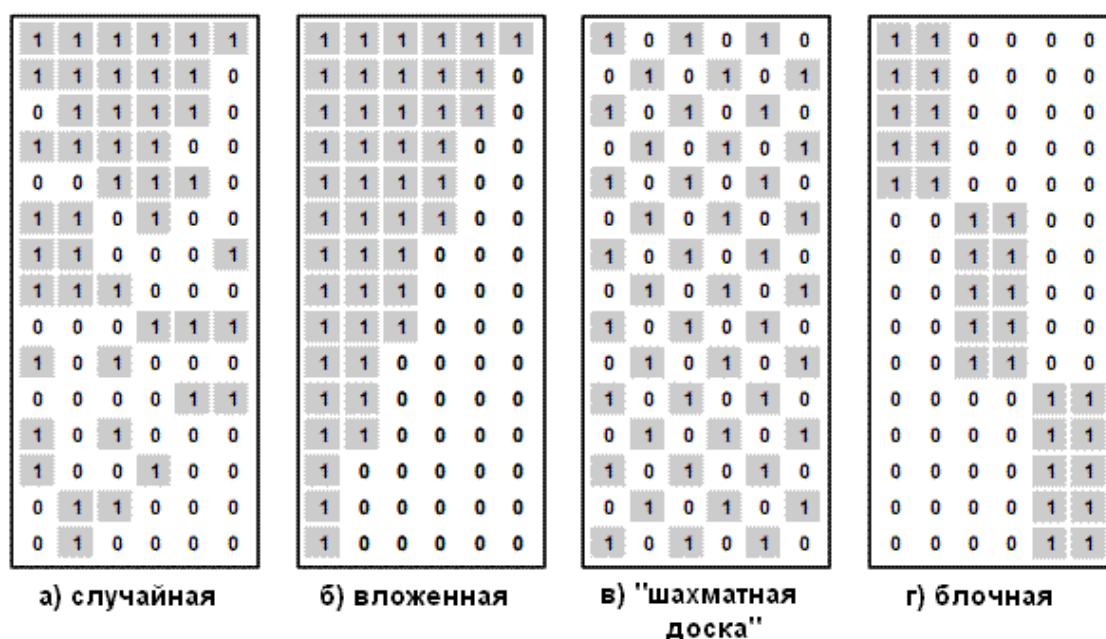 1 1 1 1 1 1 1 1 1 1 1 1 1 0 1 0 1 0 1 1 0 0 0 0
1 1 1 1 1 0 1 1 1 1 1 0 0 1 0 1 0 1 1 1 0 0 0 0
0 1 1 1 1 0 1 1 1 1 1 0 1 0 1 0 1 0 1 1 0 0 0 0
1 1 1 1 0 0 1 1 1 1 0 0 0 1 0 1 0 1 1 1 0 0 0 0
0 0 1 1 1 0 1 1 1 1 0 0 1 0 1 0 1 0 1 1 0 0 0 0
1 1 0 1 0 0 1 1 1 1 0 0 0 1 0 1 0 1 0 0 1 1 0 0
1 1 0 0 0 1 1 1 1 0 0 0 1 0 1 0 1 0 0 0 1 1 0 0
1 1 1 0 0 0 1 1 1 0 0 0 0 1 0 1 0 1 0 0 1 1 0 0
0 0 0 1 1 1 1 1 1 0 0 0 1 0 1 0 1 0 0 0 1 1 0 0
1 0 1 0 0 0 1 1 0 0 0 0 0 1 0 1 0 1 0 0 1 1 0 0
0 0 0 0 1 1 1 1 0 0 0 0 1 0 1 0 1 0 0 0 0 0 1 1
1 0 1 0 0 0 1 1 0 0 0 0 0 1 0 1 0 1 0 0 0 0 1 1
1 0 0 1 0 0 1 0 0 0 0 0 1 0 1 0 1 0 0 0 0 0 1 1
0 1 1 0 0 0 1 0 0 0 0 0 0 1 0 1 0 1 0 0 0 0 1 1
0 1 0 0 0 0 1 0 0 0 0 0 1 0 1 0 1 0 0 0 0 0 1 1
а) случайная б) вложенная в) "шахматная г) блочная
доска"